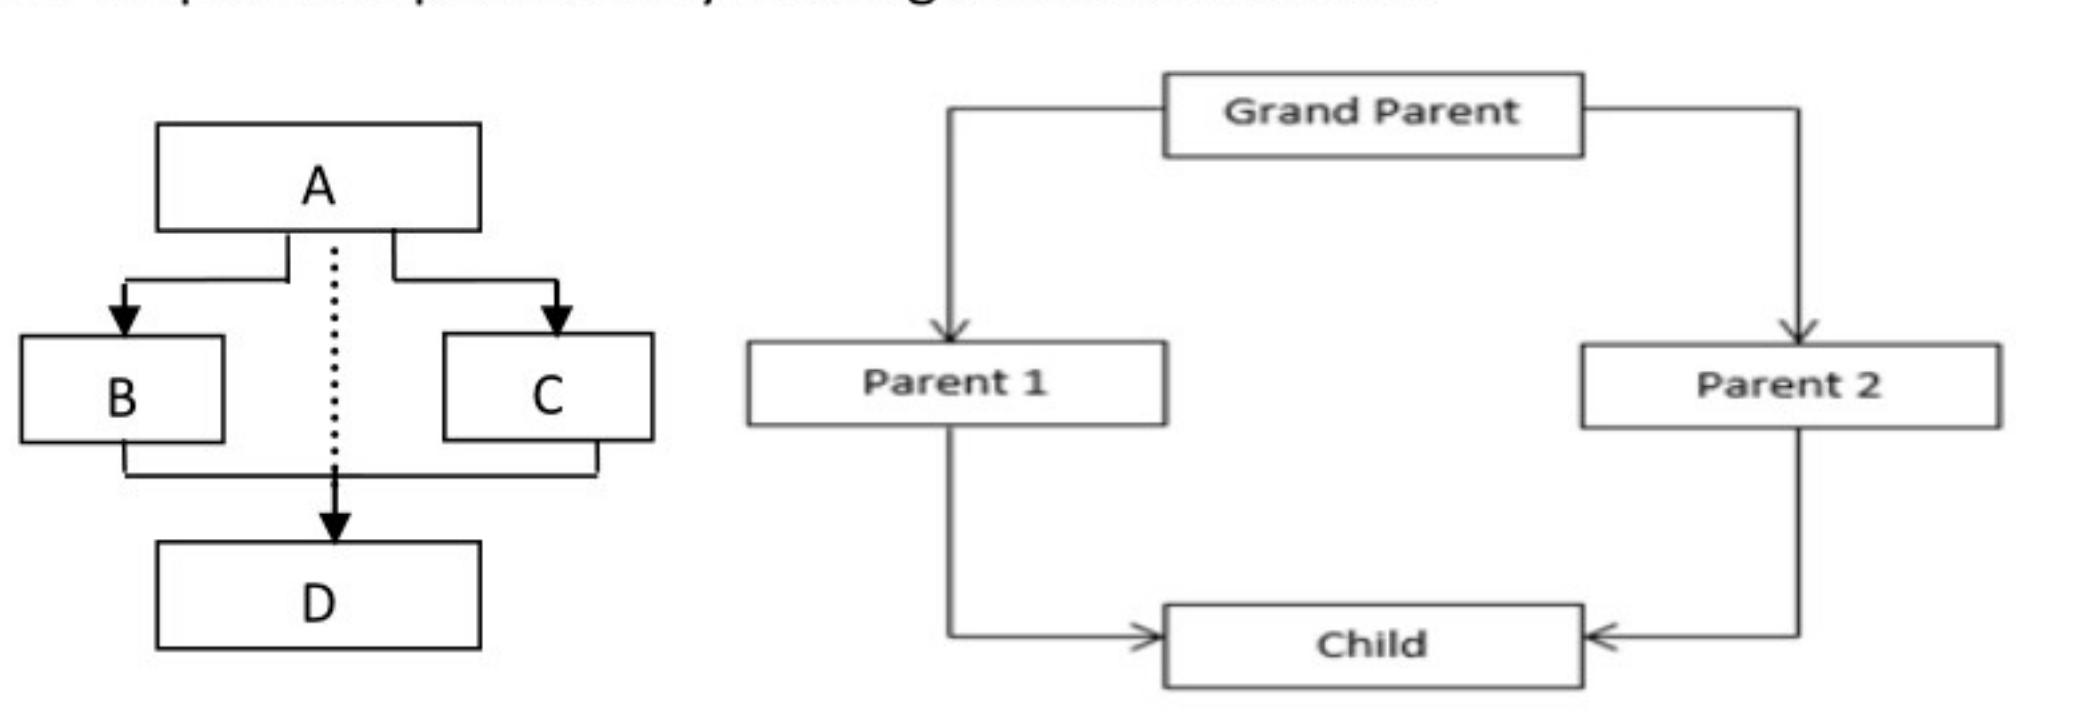 A
B
C
D
Grand Parent
Parent 1
Parent 2
Child